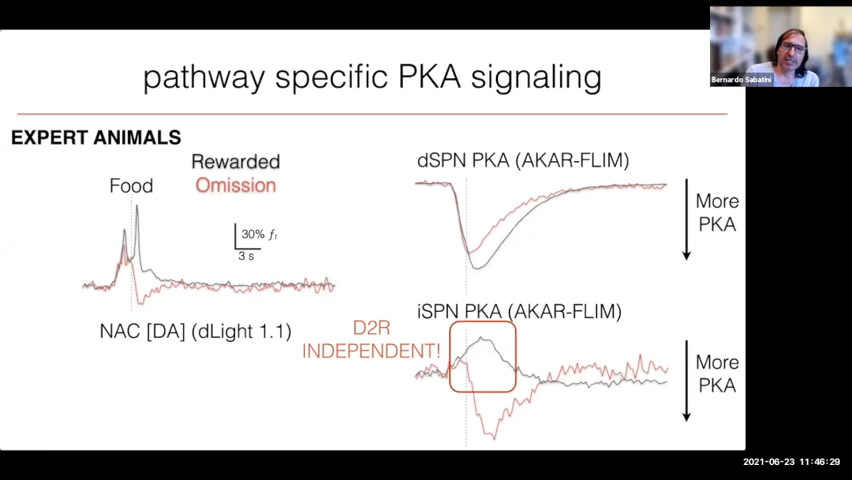 pathway specific PKA signaling
EXPERT ANIMALS
Rewarded
Omission
Food
30% fr
3 s
NAC [DA] (dLight 1.1)
dSPN PKA (AKAR-FLIM)
More
PKA
iSPN PKA (AKAR-FLIM)
D2R
INDEPENDENT!
More
PKA
Bernardo Sabatini
2021-06-23 11:46:29